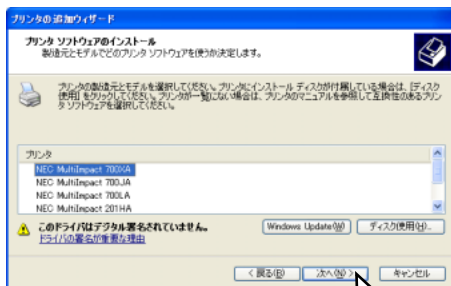 プリンタの追加ウィザード
プリンタ ソフトウェアのインストール
製造元とモデルでどのプリンタ ソフトウェアを使うか決定します。
プリンタの製造元とモデルを選択してください。プリンタにインストール ディスクが付属している場合は、[ディスク
使用] をクリックしてください。プリンタが一覧にない場合は、プリンタのマニュアルを参照して互換性のあるプリン
タ ソフトウェアを選択してください。
プリンタ
NEC MultiImpact 700XA
NEC MultiImpact 700JA
NEC MultiImpact 700LA
NEC MultiImpact 201HA
このドライバはデジタル署名されていません。
ドライバの署名が重要な理由
Windows Update(W)
ディスク使用(H)...
< 戻る(B)
次へ(N) >
キャンセル